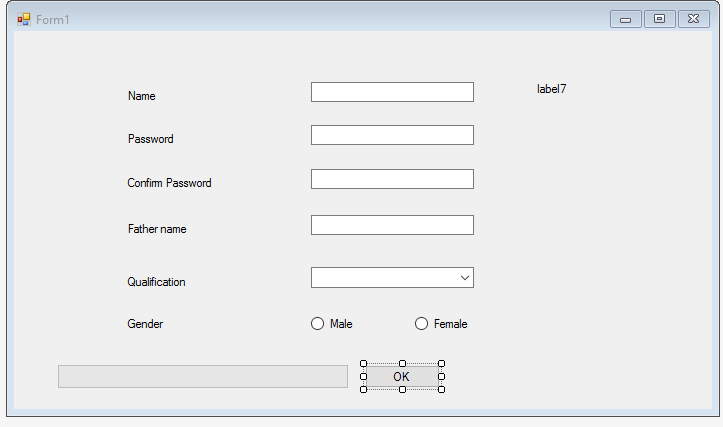 Form1
Name
label7
Password
Confirm Password
Father name
Qualification
Gender
Male
Female
OK